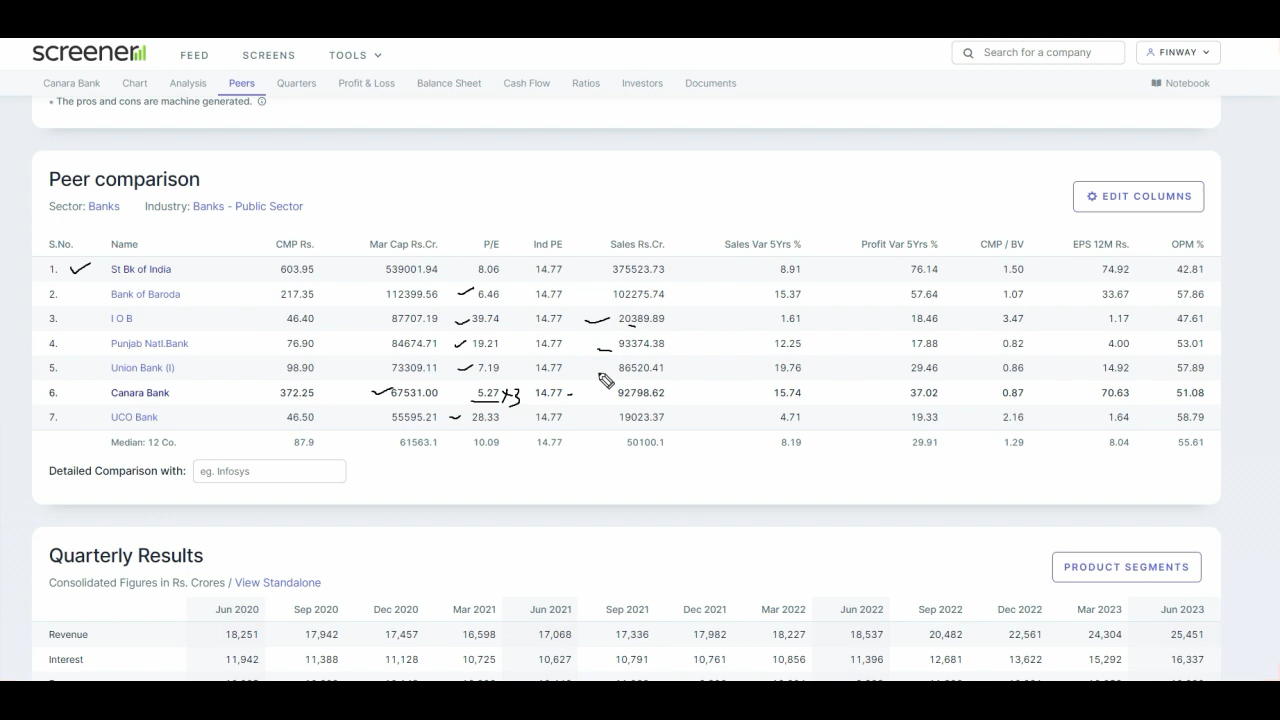 screener FEED SCREENS TOOLS Search for a company FINWAY
Canara Bank Chart Analysis Peers Quarters Profit & Loss Balance Sheet Cash Flow Ratios Investors Documents Notebook
The pros and cons are machine generated.
Peer comparison
Sector: Banks Industry: Banks - Public Sector EDIT COLUMNS
S.No. Name CMP Rs. Mar Cap Rs.Cr. P/E Ind PE Sales Rs.Cr. Sales Var 5Yrs % Profit Var 5Yrs % CMP / BV EPS 12M Rs. OPM %
1. St Bk of India 603.95 539001.94 8.06 14.77 375523.73 8.91 76.14 1.50 74.92 42.81
2. Bank of Baroda 217.35 112399.56 6.46 14.77 102275.74 15.37 57.64 1.07 33.67 57.86
3. I O B 46.40 87707.19 39.74 14.77 20389.89 1.61 18.46 3.47 1.17 47.61
4. Punjab Natl.Bank 76.90 84674.71 19.21 14.77 93374.38 12.25 17.88 0.82 4.00 53.01
5. Union Bank (I) 98.90 73309.11 7.19 14.77 86520.41 19.76 29.46 0.86 14.92 57.89
6. Canara Bank 372.25 67531.00 5.27 x3 14.77 92798.62 15.74 37.02 0.87 70.63 51.08
7. UCO Bank 46.50 55595.21 28.33 14.77 19023.37 4.71 19.33 2.16 1.64 58.79
Median: 12 Co. 87.9 61563.1 10.09 14.77 50100.1 8.19 29.91 1.29 8.04 55.61
Detailed Comparison with: eg. Infosys
Quarterly Results
Consolidated Figures in Rs. Crores / View Standalone PRODUCT SEGMENTS
Jun 2020 Sep 2020 Dec 2020 Mar 2021 Jun 2021 Sep 2021 Dec 2021 Mar 2022 Jun 2022 Sep 2022 Dec 2022 Mar 2023 Jun 2023
Revenue 18,251 17,942 17,457 16,598 17,068 17,336 17,982 18,227 18,537 20,482 22,561 24,304 25,451
Interest 11,942 11,388 11,128 10,725 10,627 10,791 10,761 10,856 11,396 12,681 13,622 15,292 16,337